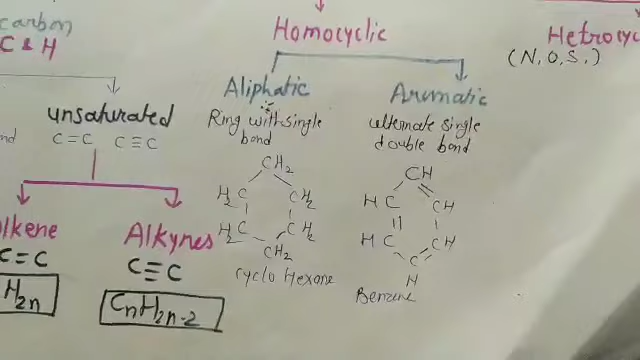 carbon
C & H
Homocyclic
Hetrocyc
(N, O, S,)
unsaturated
C=C C≡C
Aliphatic
Ring with single
bond
Aromatic
alternate single
double bond
CH2
H2C CH2
H2C CH2
CH2
Cyclo Hexane
CH
HC CH
HC CH
C
H
Benzene
lkene
C=C
H2n
Alkynes
C≡C
CnH2n-2